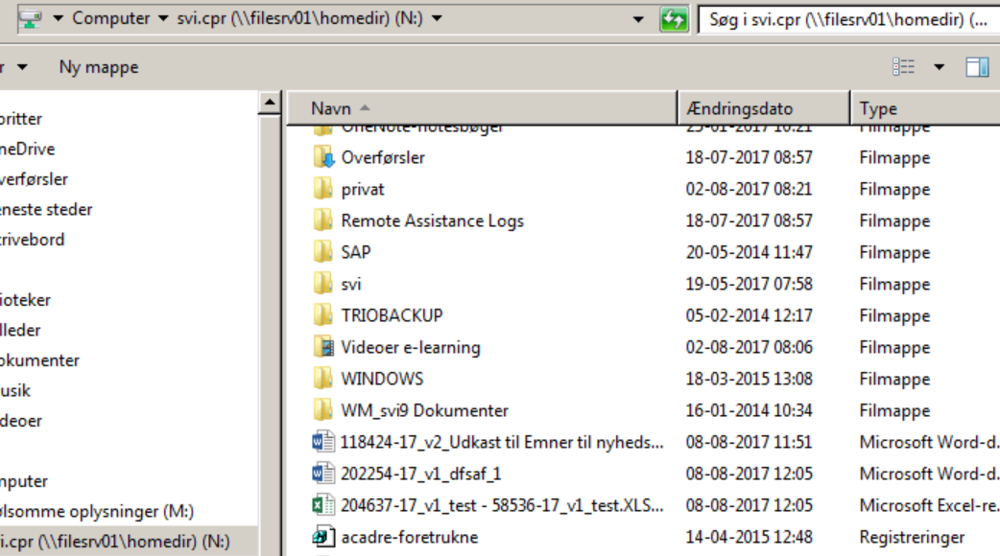 Computer svi.cpr (\\filesrv01\homedir) (N:)
Søg i svi.cpr (\\filesrv01\homedir) (...
r Ny mappe
oritter
neDrive
verførsler
eneste steder
krivebord
ioteker
lleder
okumenter
usik
deoer
mputer
ølsomme oplysninger (M:)
i.cpr (\\filesrv01\homedir) (N:)
Navn Ændringsdato Type
OneNote-notesbøger 25-01-2017 10:21 Filmappe
Overførsler 18-07-2017 08:57 Filmappe
privat 02-08-2017 08:21 Filmappe
Remote Assistance Logs 18-07-2017 08:57 Filmappe
SAP 20-05-2014 11:47 Filmappe
svi 19-05-2017 07:58 Filmappe
TRIOBACKUP 05-02-2014 12:17 Filmappe
Videoer e-learning 02-08-2017 08:06 Filmappe
WINDOWS 18-03-2015 13:08 Filmappe
WM_svi9 Dokumenter 16-01-2014 10:34 Filmappe
118424-17_v2_Udkast til Emner til nyheds... 08-08-2017 11:51 Microsoft Word-d.
202254-17_v1_dfsaf_1 08-08-2017 12:05 Microsoft Word-d.
204637-17_v1_test - 58536-17_v1_test.XLS... 08-08-2017 12:05 Microsoft Excel-re.
acadre-foretrukne 14-04-2015 12:48 Registreringer